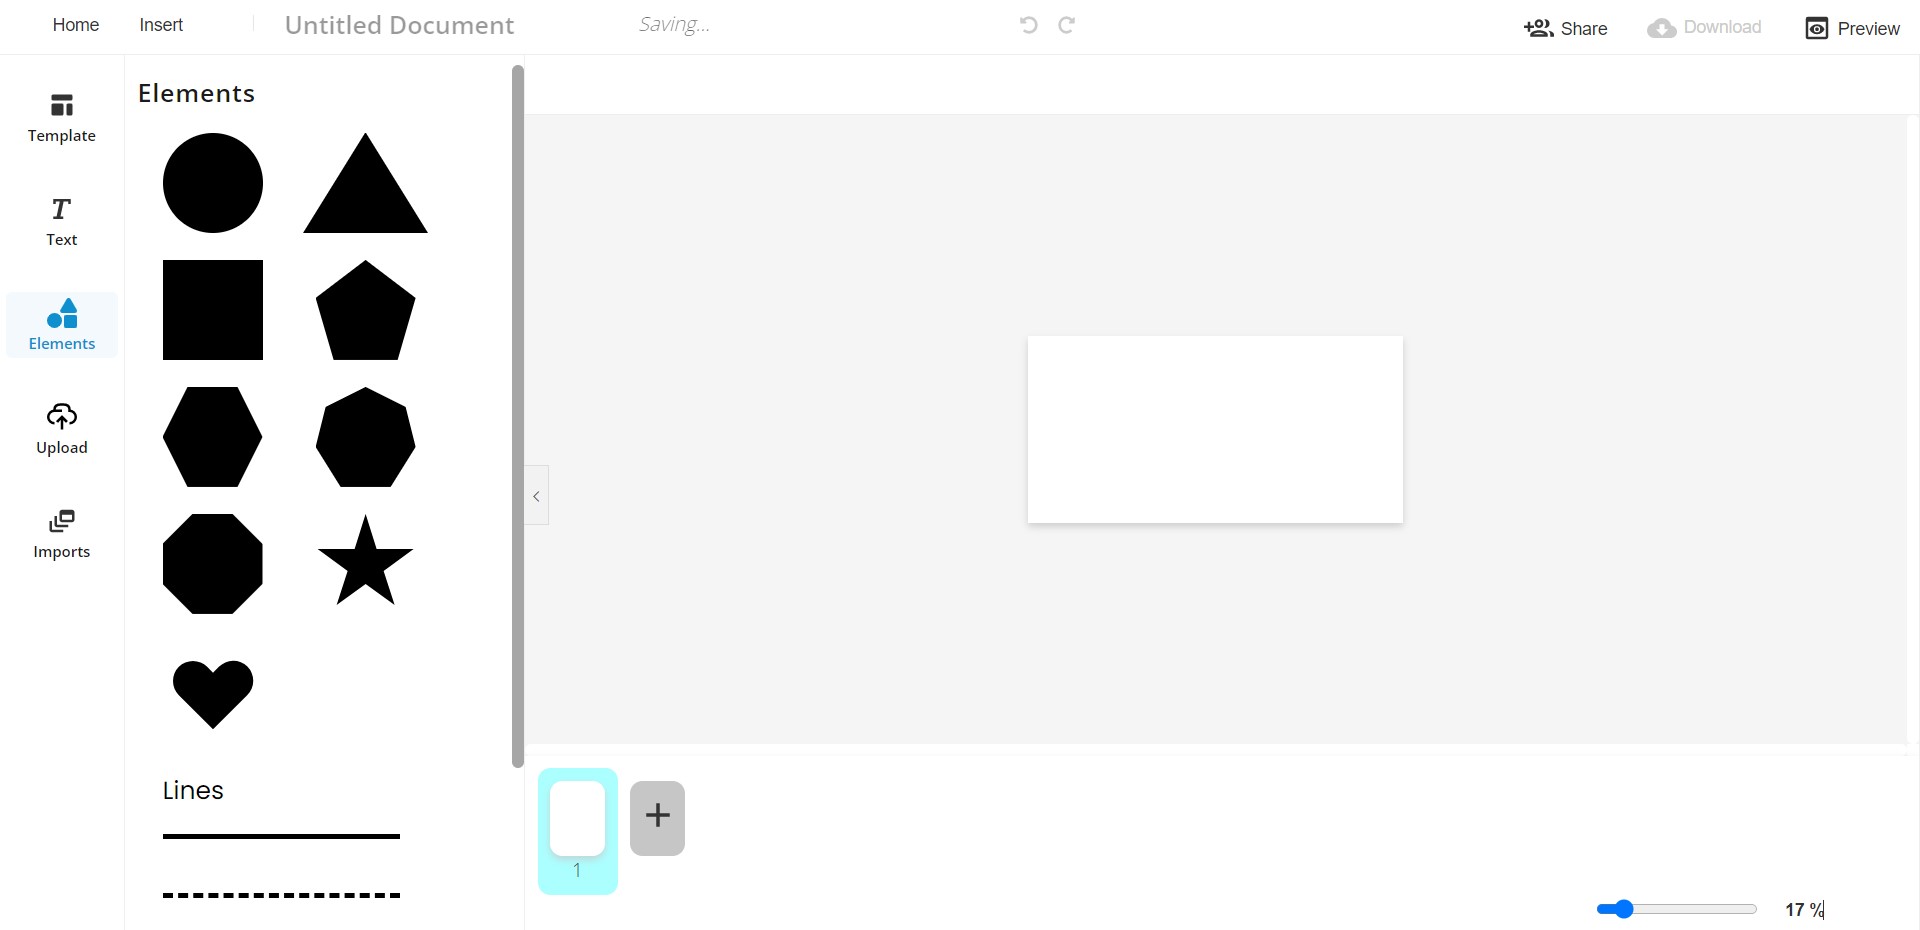 Home Insert Untitled Document Saving... Share Download Preview
Template
Text
Elements
Upload
Imports
Elements
Lines
1
17 %